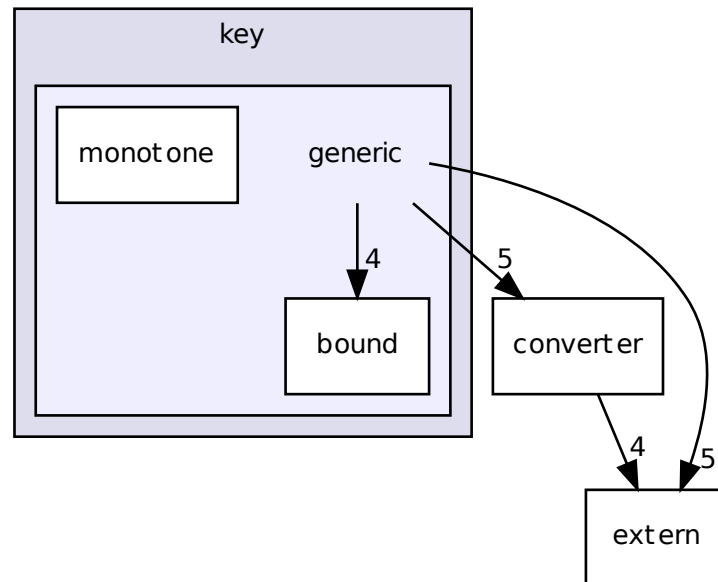 key
monotone
generic
4
5
bound
converter
4
5
extern